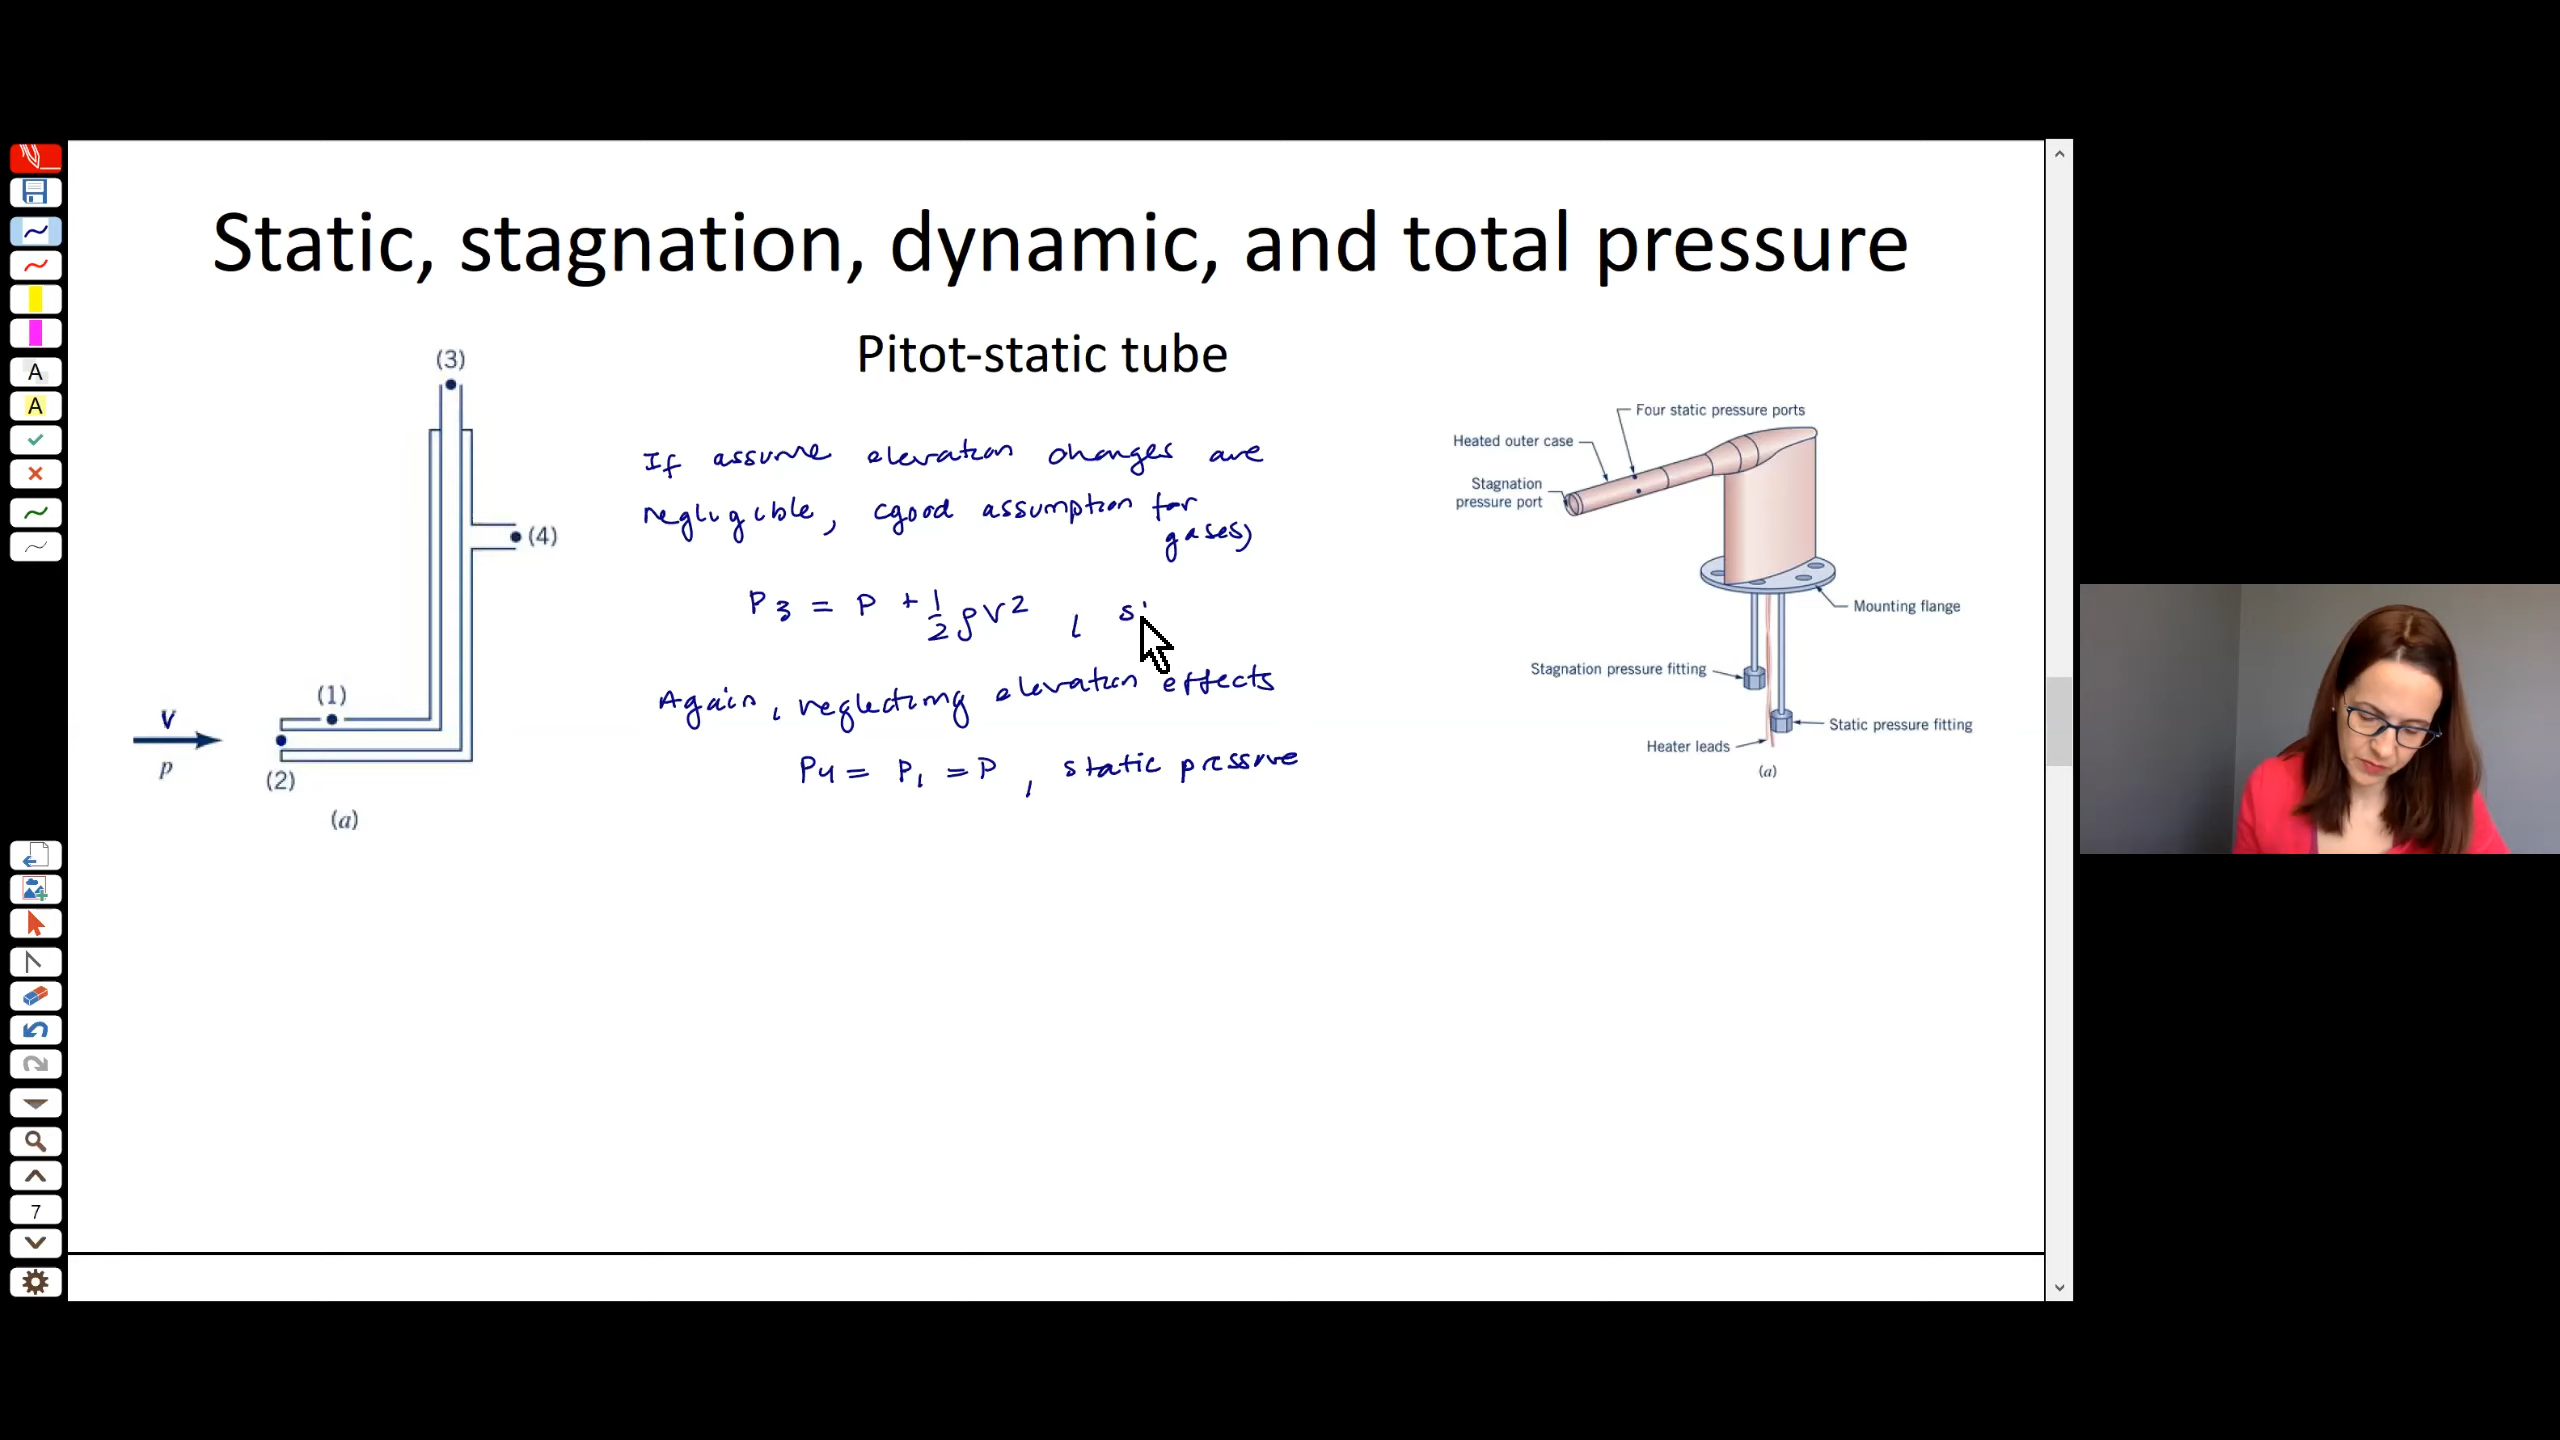 Static, stagnation, dynamic, and total pressure
Pitot-static tube
(3)
(4)
(1)
V
p
(2)
(a)
If assume elevation changes are
negligible, (good assumption for
gases)
P3 = P + 1/2 ρV2 , s
Again, neglecting elevation effects
P4 = P1 = P , static pressure
Four static pressure ports
Heated outer case
Stagnation
pressure port
Mounting flange
Stagnation pressure fitting
Static pressure fitting
Heater leads
(a)
A
A
7